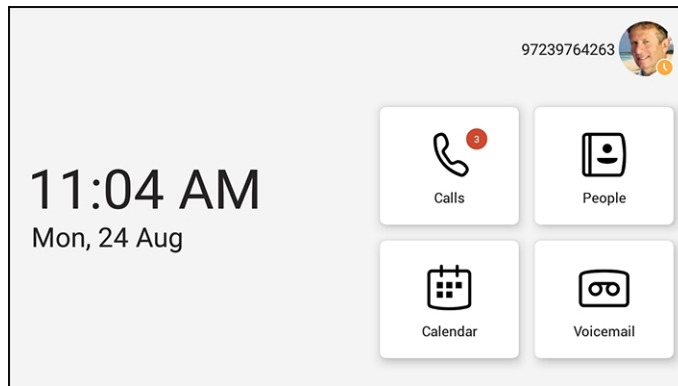 97239764263
11:04 AM
Mon, 24 Aug
3
Calls
People
Calendar
Voicemail